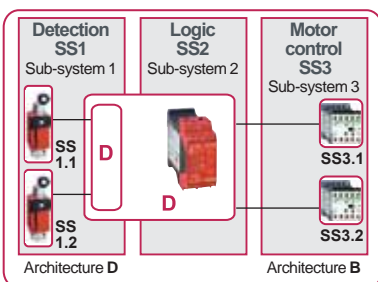 Detection
SS1
Sub-system 1
Logic
SS2
Sub-system 2
Motor
control
SS3
Sub-system 3
SS
1.1
D
SS3.1
D
SS
1.2
SS3.2
Architecture D
Architecture B